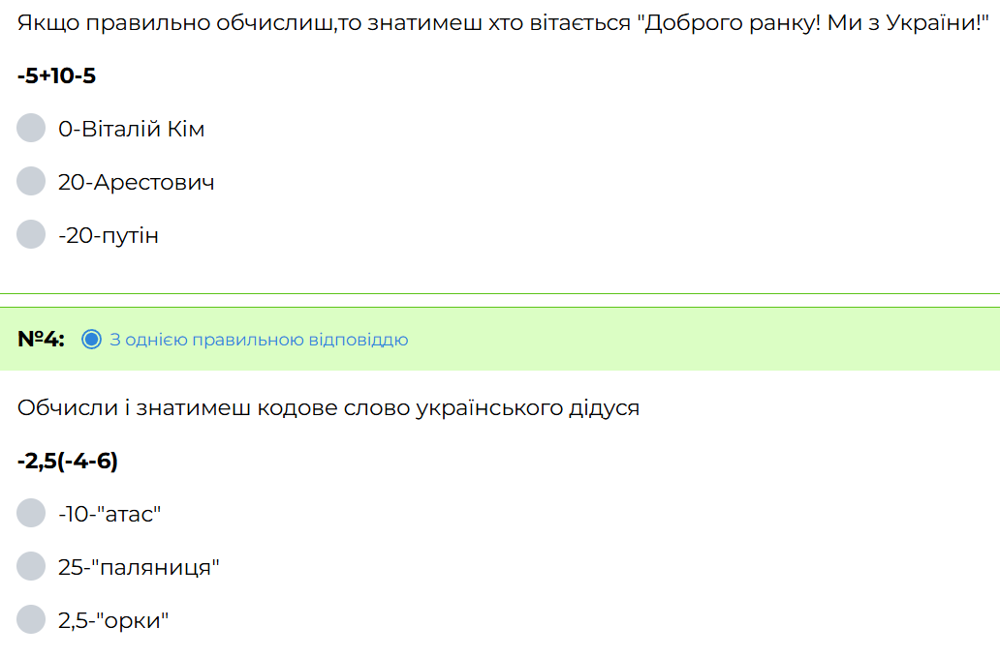 Якщо правильно обчислиш,то знатимеш хто вітається "Доброго ранку! Ми з України!"
-5+10-5
0-Віталій Кім
20-Арестович
-20-путін
№4: З однією правильною відповіддю
Обчисли і знатимеш кодове слово українського дідуся
-2,5(-4-6)
-10-"атас"
25-"паляниця"
2,5-"орки"